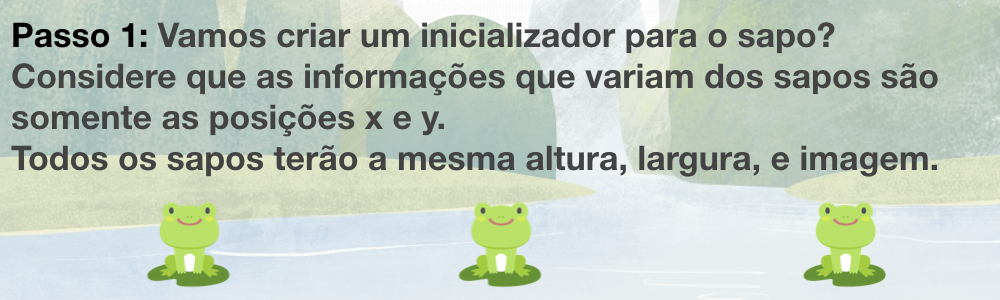 Passo 1: Vamos criar um inicializador para o sapo?
Considere que as informações que variam dos sapos são
somente as posições x e y.
Todos os sapos terão a mesma altura, largura, e imagem.